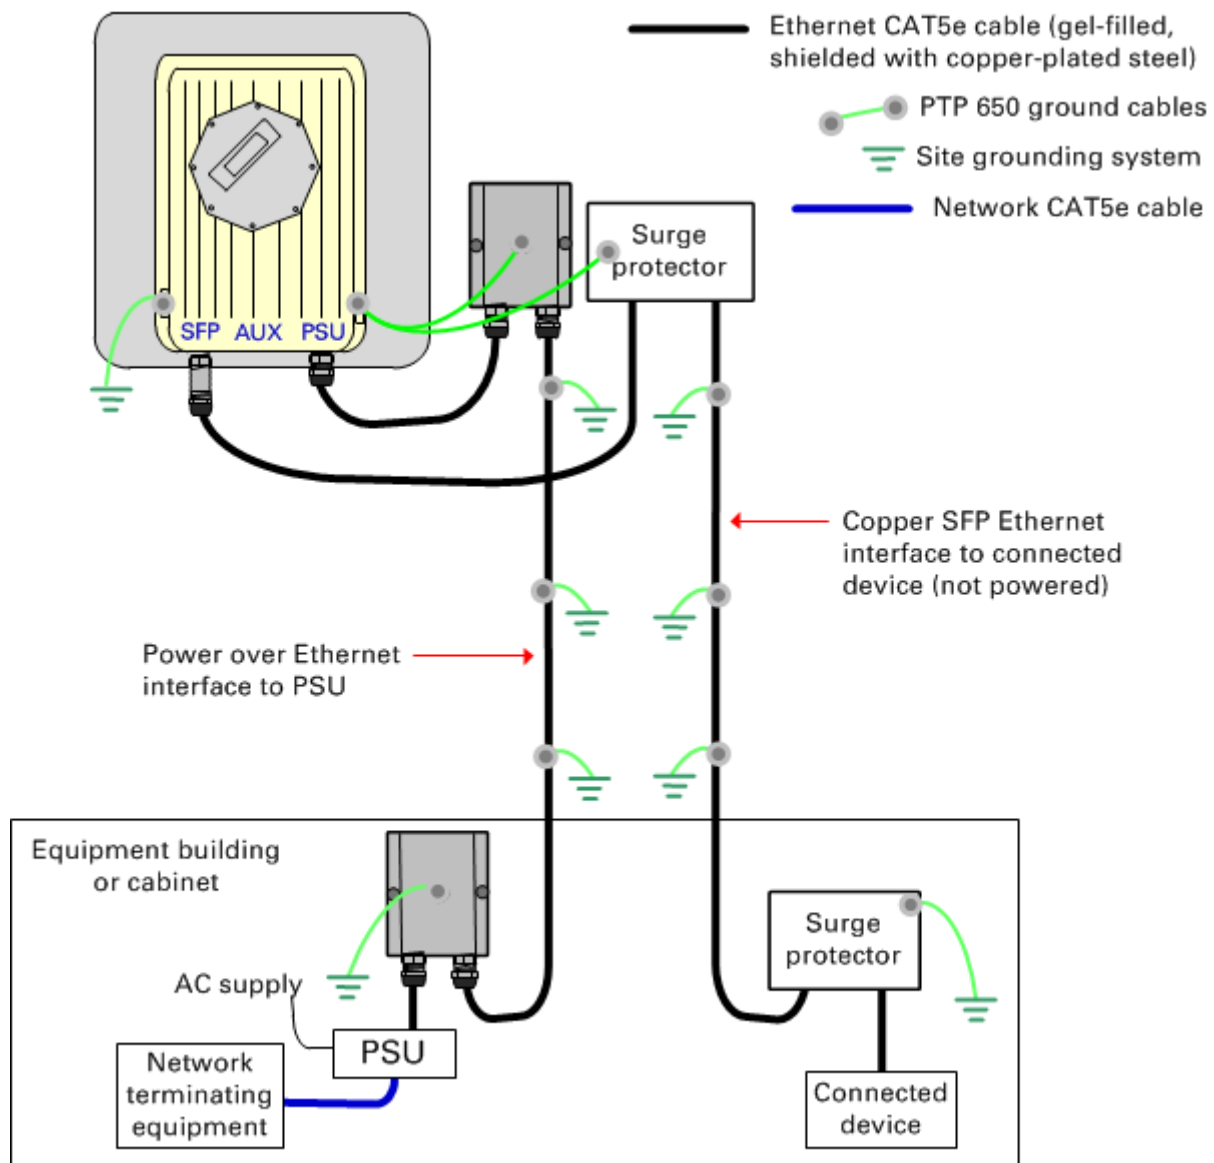 Ethernet CAT5e cable (gel-filled,
shielded with copper-plated steel)
PTP 650 ground cables
Site grounding system
Network CAT5e cable
Surge
protector
SFP AUX PSU
Copper SFP Ethernet
interface to connected
device (not powered)
Power over Ethernet
interface to PSU
Equipment building
or cabinet
Surge
protector
AC supply
PSU
Network
terminating
equipment
Connected
device